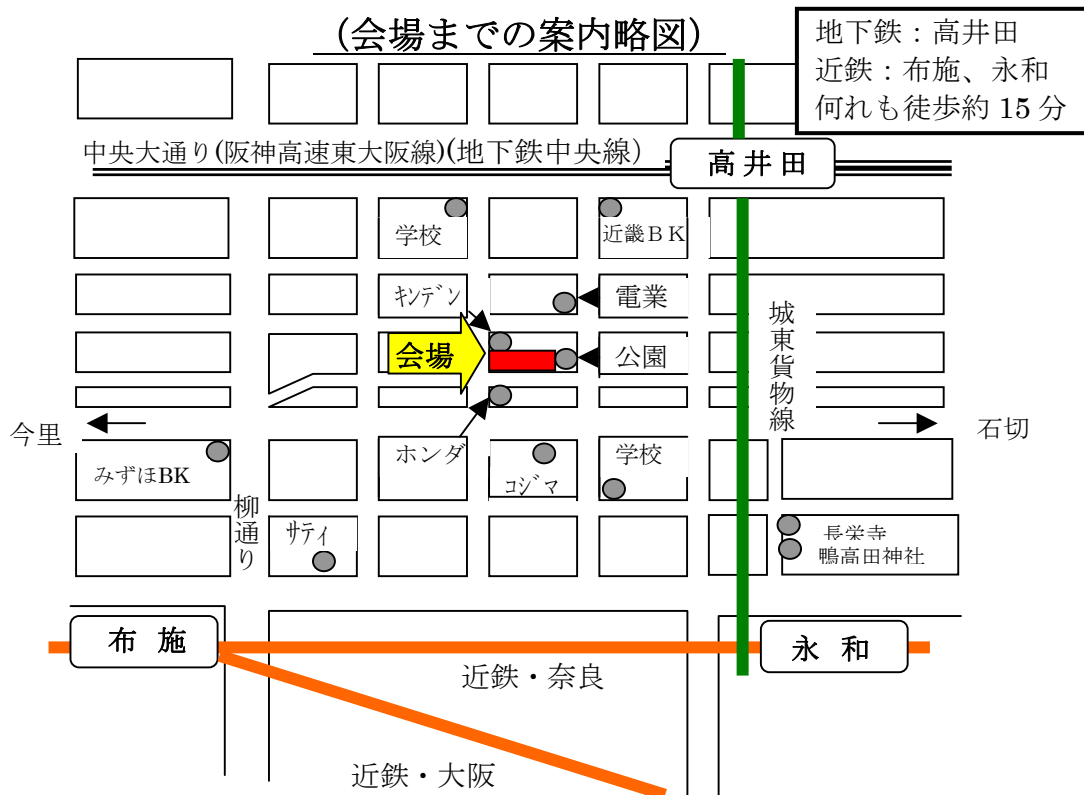 (会場までの案内略図)
地下鉄：高井田
近鉄：布施、永和
何れも徒歩約 15 分
中央大通り(阪神高速東大阪線)(地下鉄中央線)
高井田
学校
近畿ＢＫ
ｷﾝﾃﾞﾝ
電業
会場
公園
城東貨物線
今里
石切
みずほBK
ホンダ
ｺｼﾞﾏ
学校
柳通り
ｻﾃｨ
長栄寺
鴨高田神社
布施
永和
近鉄・奈良
近鉄・大阪